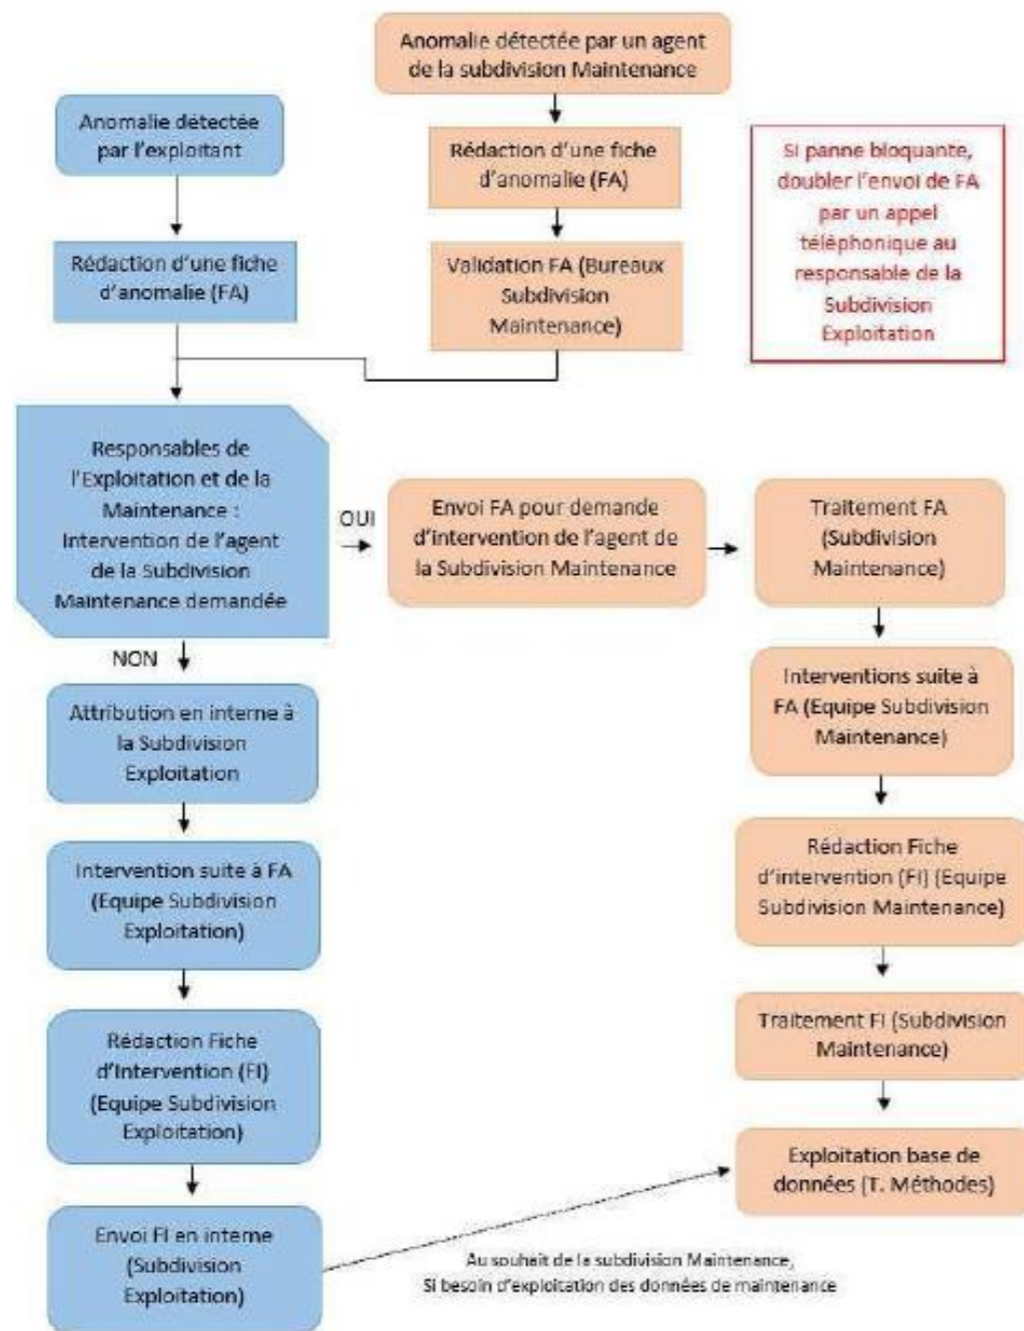 Anomalie détectée par un agent
de la subdivision Maintenance
Anomalie détectée
par l'exploitant
Rédaction d'une fiche
d'anomalie (FA)
Si panne bloquante,
doubler l'envoi de FA
par un appel
téléphonique au
responsable de la
Subdivision
Exploitation
Rédaction d'une fiche
d'anomalie (FA)
Validation FA (Bureaux
Subdivision
Maintenance)
Responsables de
l'Exploitation et de la
Maintenance :
Intervention de l'agent
de la Subdivision
Maintenance demandée
OUI
Envoi FA pour demande
d'intervention de l'agent de
la Subdivision Maintenance
Traitement FA
(Subdivision
Maintenance)
NON
Attribution en interne à
la Subdivision
Exploitation
Interventions suite à
FA (Equipe Subdivision
Maintenance)
Intervention suite à FA
(Equipe Subdivision
Exploitation)
Rédaction Fiche
d'intervention (FI) (Equipe
Subdivision Maintenance)
Rédaction Fiche
d'Intervention (FI)
(Equipe Subdivision
Exploitation)
Traitement FI (Subdivision
Maintenance)
Exploitation base de
données (T. Méthodes)
Envoi FI en interne
(Subdivision
Exploitation)
Au souhait de la subdivision Maintenance,
Si besoin d'exploitation des données de maintenance